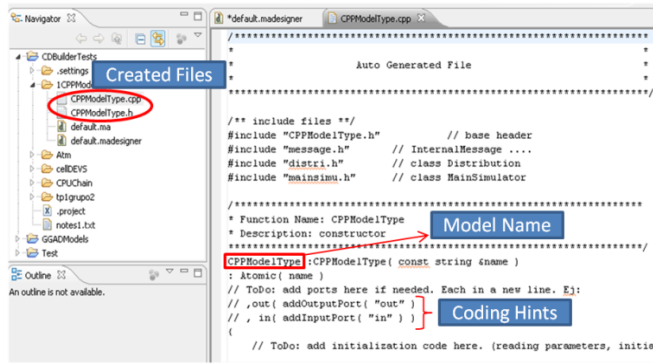 Navigator
CDBuilderTests
.settings
1CPPMode
CPPModelType.cpp
CPPModelType.h
default.ma
default.madesigner
Atm
cellDEVS
CPUChain
tp1grupo2
.project
notes1.txt
GGADModels
Test
Created Files
Outline
An outline is not available.
*default.madesigner
CPPModelType.cpp
/*******************************************************************
*
* Auto Generated File *
*
*******************************************************************/
/** include files **/
#include "CPPModelType.h" // base header
#include "message.h" // InternalMessage ....
#include "distri.h" // class Distribution
#include "mainsimu.h" // class MainSimulator
/*******************************************************************
* Function Name: CPPModelType
* Description: constructor
*******************************************************************/
Model Name
CPPModelType::CPPModelType( const string &name )
: Atomic( name )
// ToDo: add ports here if needed. Each in a new line. Ej:
// ,out( addOutputPort( "out" )
// , in( addInputPort( "in" ) )
Coding Hints
{
// ToDo: add initialization code here. (reading parameters, initia